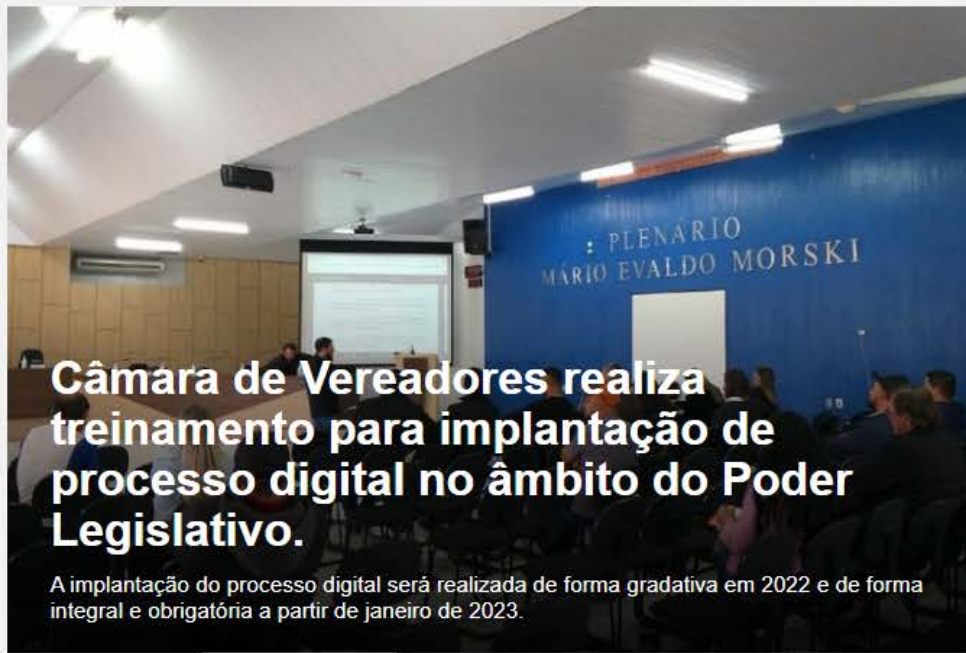 PLENÁRIO
MÁRIO EVALDO MORSKI
Câmara de Vereadores realiza
treinamento para implantação de
processo digital no âmbito do Poder
Legislativo.
A implantação do processo digital será realizada de forma gradativa em 2022 e de forma
integral e obrigatória a partir de janeiro de 2023.